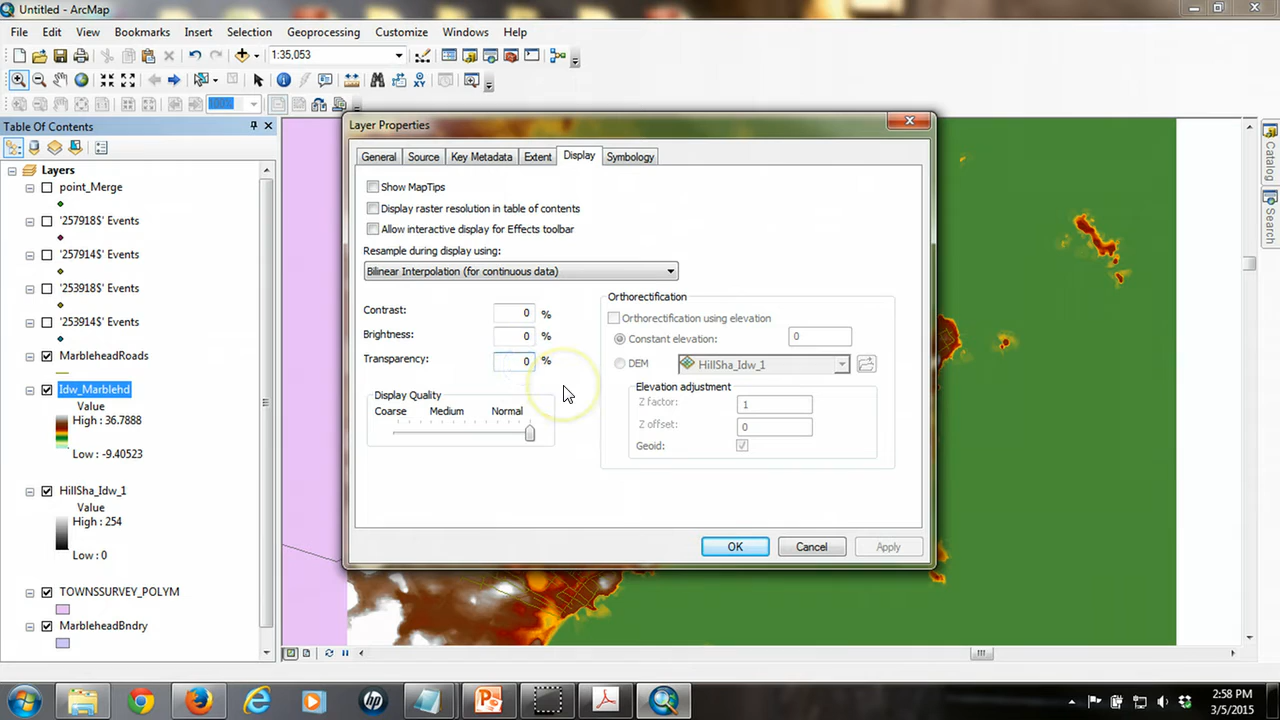 Untitled - ArcMap
File Edit View Bookmarks Insert Selection Geoprocessing Customize Windows Help
1:35,053
100%
Table Of Contents
Layers
point_Merge
'257918$' Events
'257914$' Events
'253918$' Events
'253914$' Events
MarbleheadRoads
Idw_Marblehd
Value
High : 36.7888
Low : -9.40523
HillSha_Idw_1
Value
High : 254
Low : 0
TOWNSSURVEY_POLYM
MarbleheadBndry
Layer Properties
General Source Key Metadata Extent Display Symbology
Show MapTips
Display raster resolution in table of contents
Allow interactive display for Effects toolbar
Resample during display using:
Bilinear Interpolation (for continuous data)
Contrast: 0 %
Brightness: 0 %
Transparency: 0 %
Display Quality
Coarse Medium Normal
Orthorectification
Orthorectification using elevation
Constant elevation: 0
DEM HillSha_Idw_1
Elevation adjustment
Z factor: 1
Z offset: 0
Geoid:
OK Cancel Apply
Catalog
Search
2:58 PM
3/5/2015